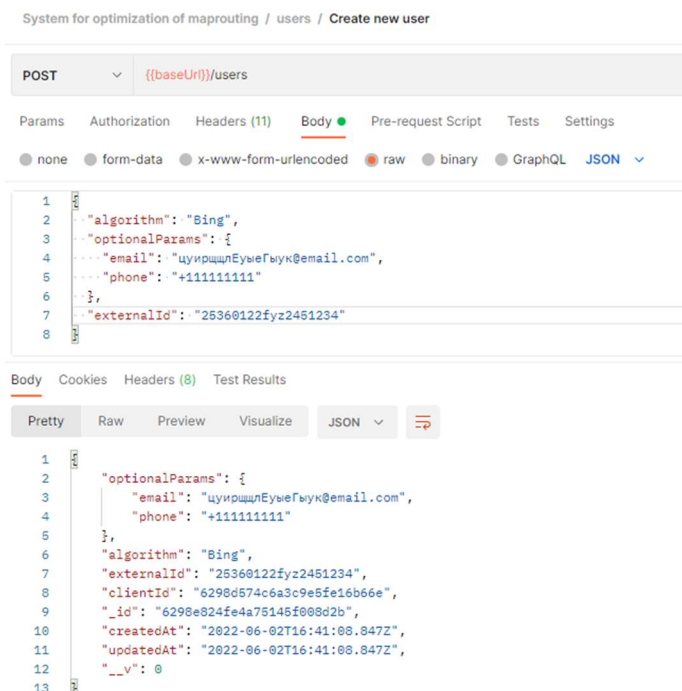 System for optimization of maprouting / users / Create new user
POST {{baseUrl}}/users
Params Authorization Headers (11) Body Pre-request Script Tests Settings
none form-data x-www-form-urlencoded raw binary GraphQL JSON
1 {
2 "algorithm": "Bing",
3 "optionalParams": {
4 "email": "цуирщщлЕуыеГыук@email.com",
5 "phone": "+111111111"
6 },
7 "externalId": "25360122fyz2451234"
8 }
Body Cookies Headers (8) Test Results
Pretty Raw Preview Visualize JSON
1 {
2 "optionalParams": {
3 "email": "цуирщщлЕуыеГыук@email.com",
4 "phone": "+111111111"
5 },
6 "algorithm": "Bing",
7 "externalId": "25360122fyz2451234",
8 "clientId": "6298d574c6a3c9e5fe16b66e",
9 "_id": "6298e824fe4a75145f008d2b",
10 "createdAt": "2022-06-02T16:41:08.847Z",
11 "updatedAt": "2022-06-02T16:41:08.847Z",
12 "__v": 0
13 }